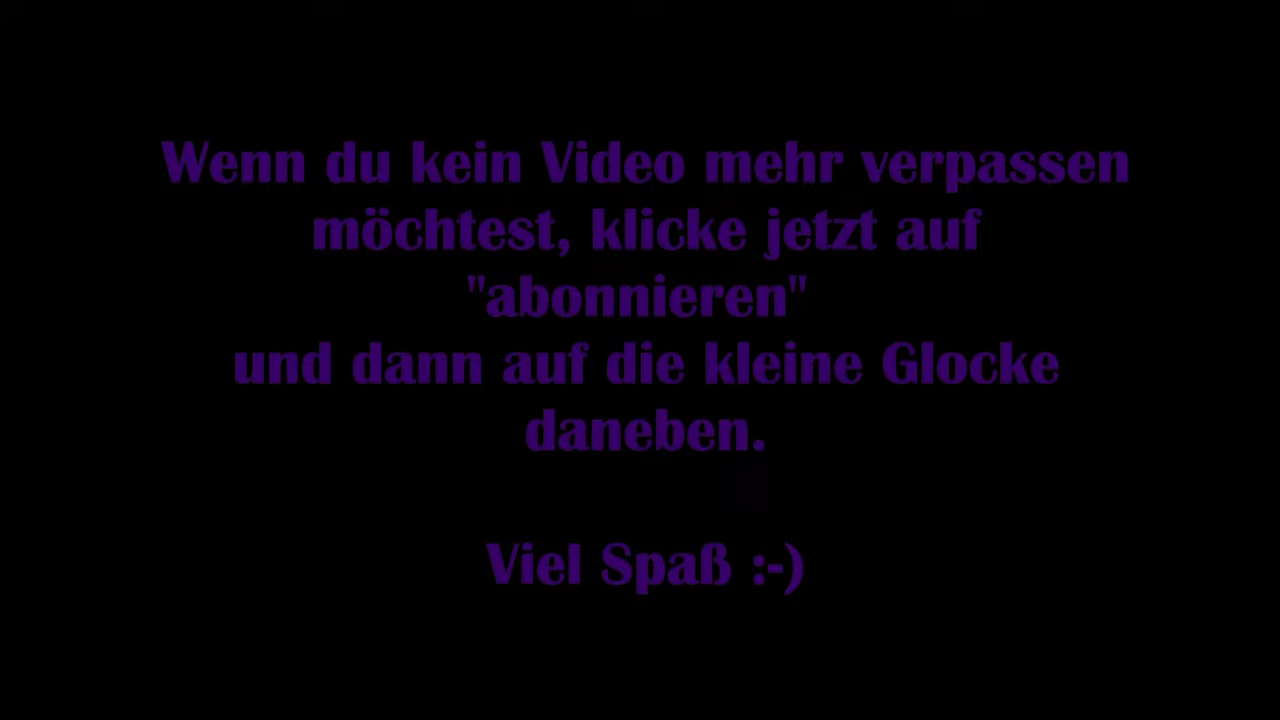 Wenn du kein Video mehr verpassen
möchtest, klicke jetzt auf
"abonnieren"
und dann auf die kleine Glocke
daneben.
Viel Spaß :-)